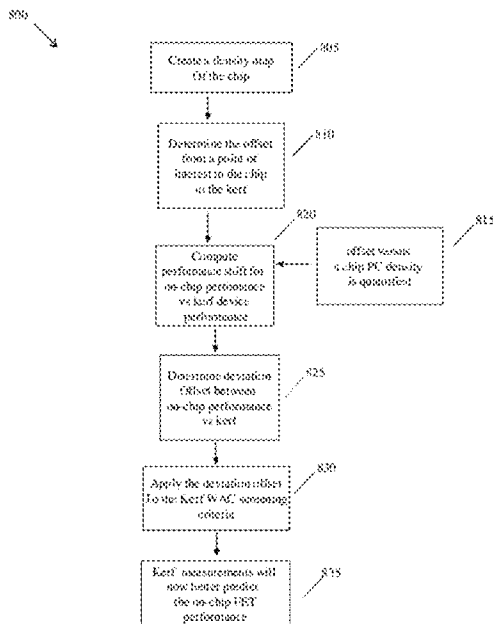 800
805
Create a density map
Of the chip
810
Determine the offset
from a point of
interest in the chip
to the kerf
820
815
Compute
performance shift for
on-chip performance
vs kerf device
performance
offset versus
s chip PC density
is quantified
825
Determine deviation
Offset between
on-chip performance
vs kerf
830
Apply the deviation offset
To the Kerf WAC screening
criteria
835
Kerf measurements will
now better predict
the on-chip FET
performance